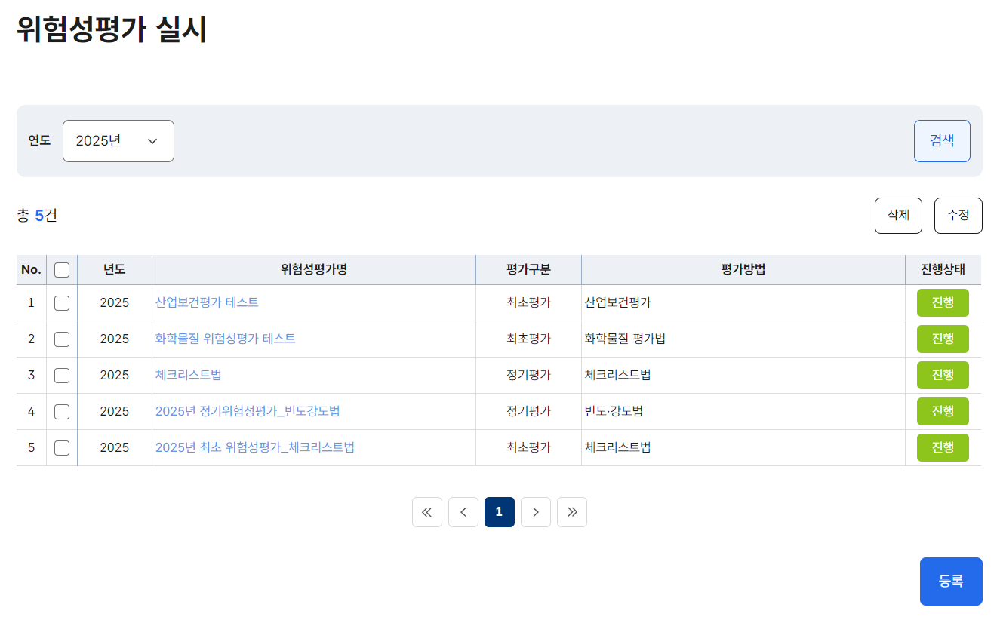 위험성평가 실시
연도 2025년 검색
총 5건 삭제 수정
No. 년도 위험성평가명 평가구분 평가방법 진행상태
1 2025 산업보건평가 테스트 최초평가 산업보건평가 진행
2 2025 화학물질 위험성평가 테스트 최초평가 화학물질 평가법 진행
3 2025 체크리스트법 정기평가 체크리스트법 진행
4 2025 2025년 정기위험성평가_빈도강도법 정기평가 빈도·강도법 진행
5 2025 2025년 최초 위험성평가_체크리스트법 최초평가 체크리스트법 진행
1
등록